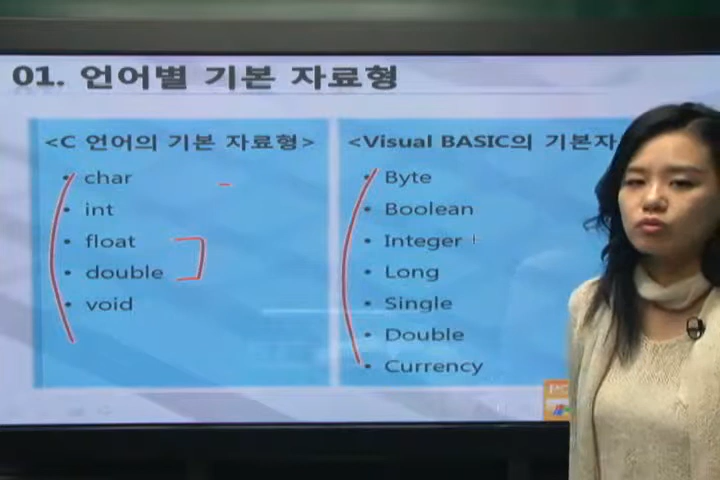 01. 언어별 기본 자료형
<C 언어의 기본 자료형>
• char
• int
• float
• double
• void
<Visual BASIC의 기본자
• Byte
• Boolean
• Integer
• Long
• Single
• Double
• Currency